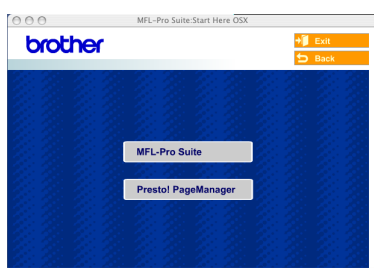 MFL-Pro Suite:Start Here OSX
brother
Exit
Back
MFL-Pro Suite
Presto! PageManager